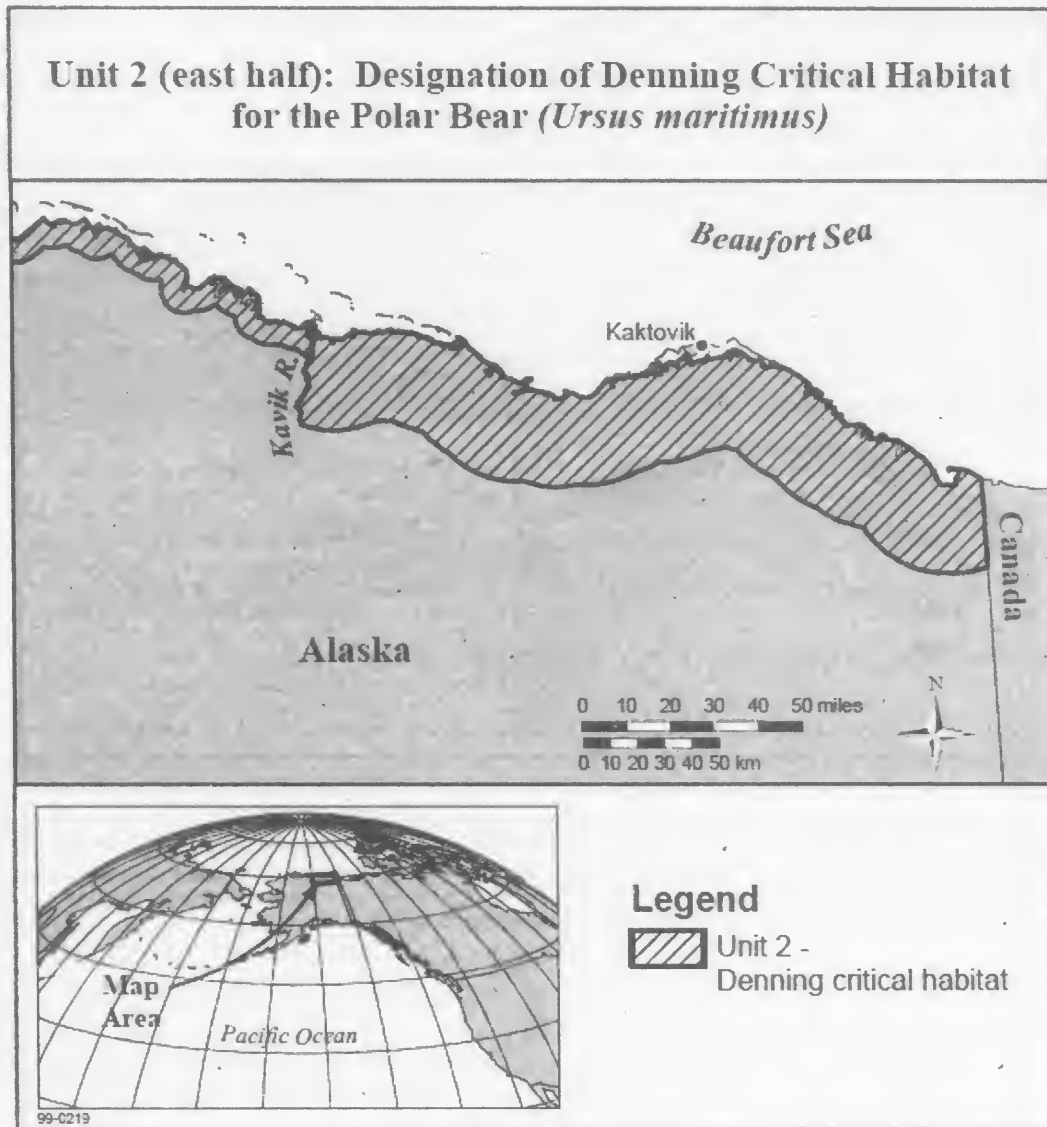 Unit 2 (east half): Designation of Denning Critical Habitat
for the Polar Bear (Ursus maritimus)
Beaufort Sea
Kaktovik
Kavik R.
Canada
Alaska
N
0 10 20 30 40 50 miles
0 10 20 30 40 50 km
Map
Area
Pacific Ocean
Legend
Unit 2 -
Denning critical habitat
99-0219